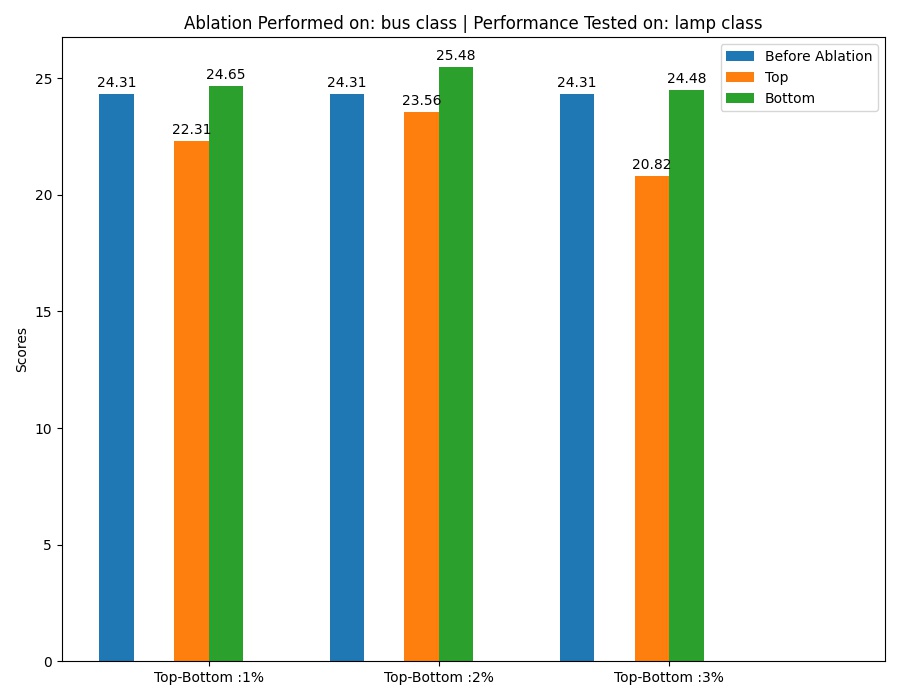 Ablation Performed on: bus class | Performance Tested on: lamp class
Before Ablation
Top
Bottom
Scores
25
20
15
10
5
0
24.31
22.31
24.65
24.31
23.56
25.48
24.31
20.82
24.48
Top-Bottom :1%
Top-Bottom :2%
Top-Bottom :3%